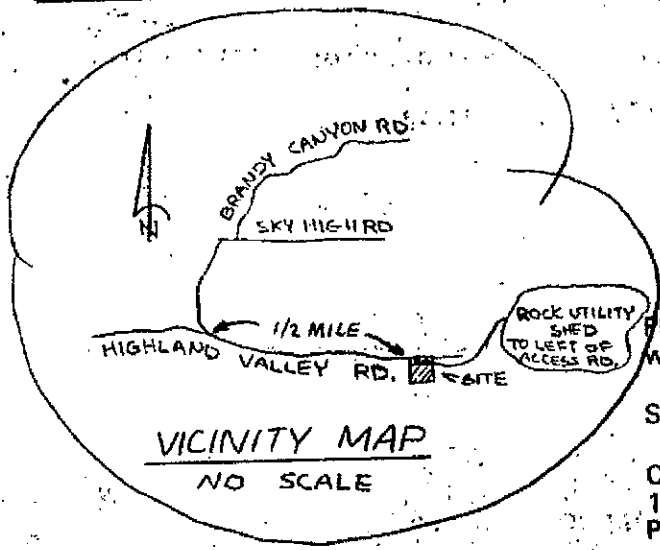 BRANDY CANYON RD.
N
SKY HIGH RD
1/2 MILE
HIGHLAND VALLEY RD.
SITE
ROCK UTILITY
SHED
TO LEFT OF
ACCESS RD.
VICINITY MAP
NO SCALE
S
C
1
P